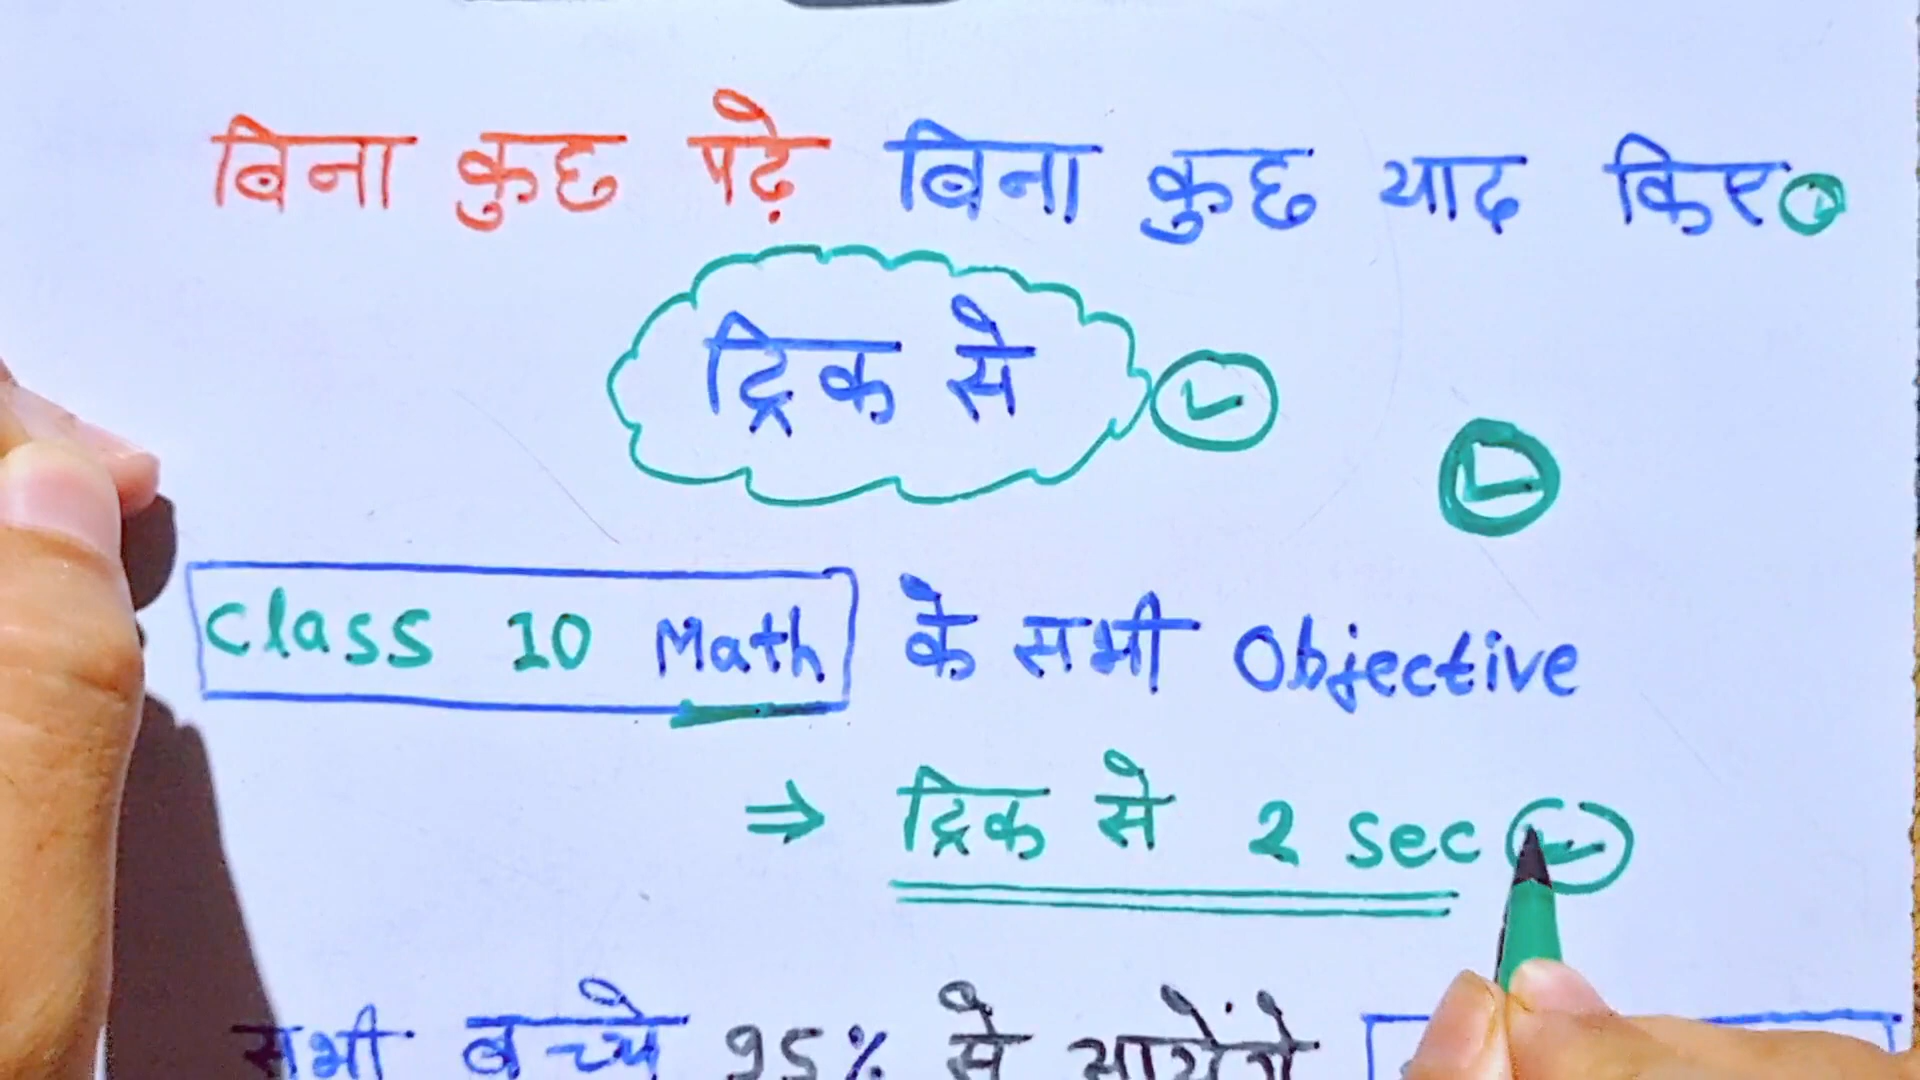 बिना कुछ पढ़े बिना कुछ याद किए
ट्रिक से
Class 10 Math के सभी Objective
⇒ ट्रिक से 2 sec
सभी बच्चे 95% से आयेंगे